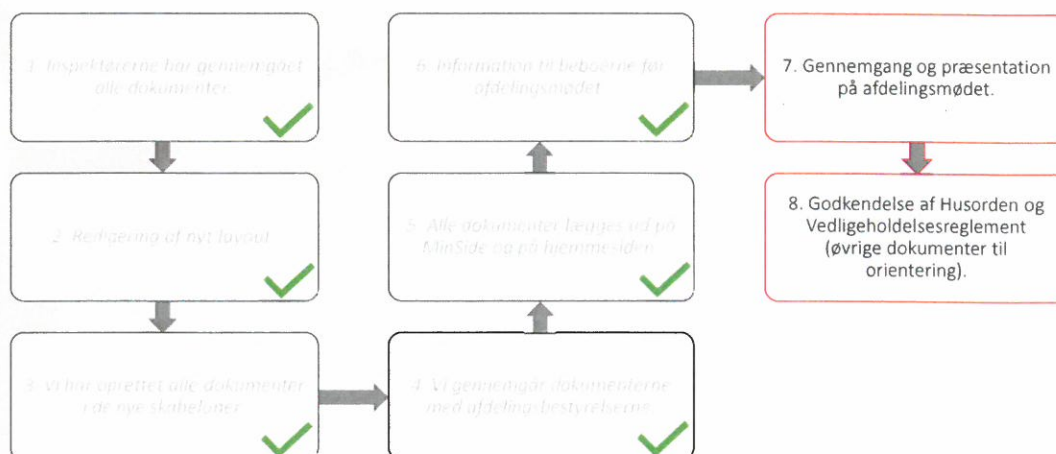 1. Inspektørerne har gennemgået
alle dokumenter.
2. Redigering af nyt layout
3. Vi har oprettet alle dokumenter
i de nye skabeloner.
4. Vi gennemgår dokumenterne
med afdelingsbestyrelserne.
5. Alle dokumenter lægges ud på
MinSide og på hjemmesiden.
6. Information til beboerne før
afdelingsmødet
7. Gennemgang og præsentation
på afdelingsmødet.
8. Godkendelse af Husorden og
Vedligeholdelsesreglement
(øvrige dokumenter til
orientering).